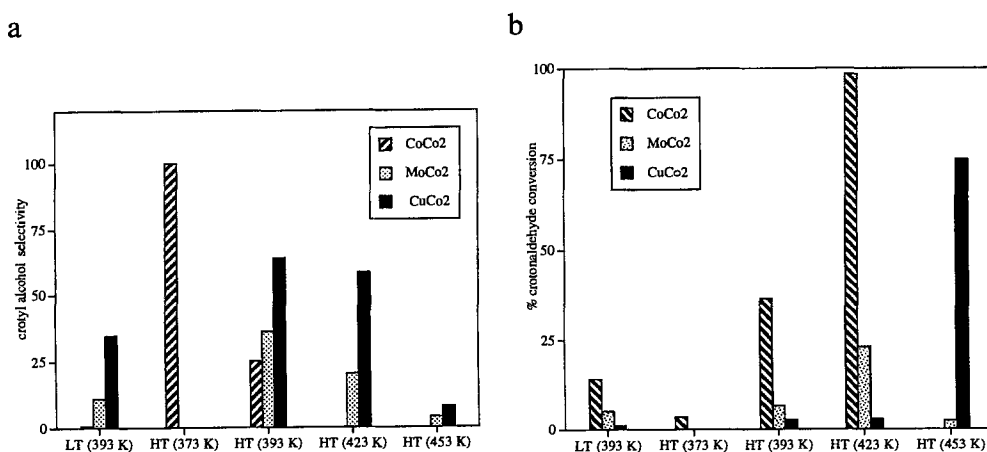 a
crotyl alcohol selectivity
100
75
50
25
0
CoCo2
MoCo2
CuCo2
LT (393 K) HT (373 K) HT (393 K) HT (423 K) HT (453 K)
b
% crotonaldehyde conversion
100
75
50
25
0
CoCo2
MoCo2
CuCo2
LT (393 K) HT (373 K) HT (393 K) HT (423 K) HT (453 K)